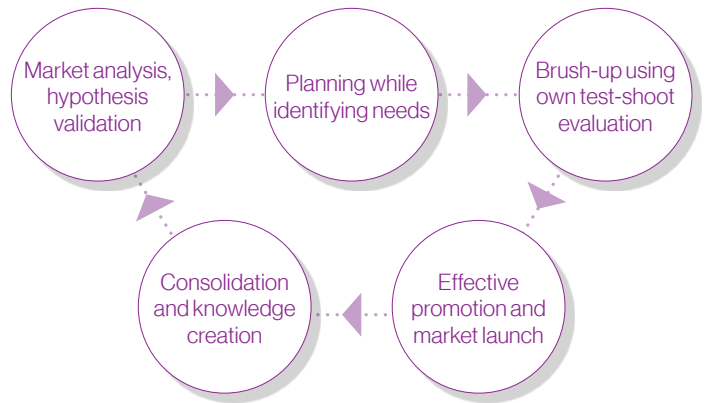 Market analysis,
hypothesis
validation
Planning while
identifying needs
Brush-up using
own test-shoot
evaluation
Effective
promotion and
market launch
Consolidation
and knowledge
creation